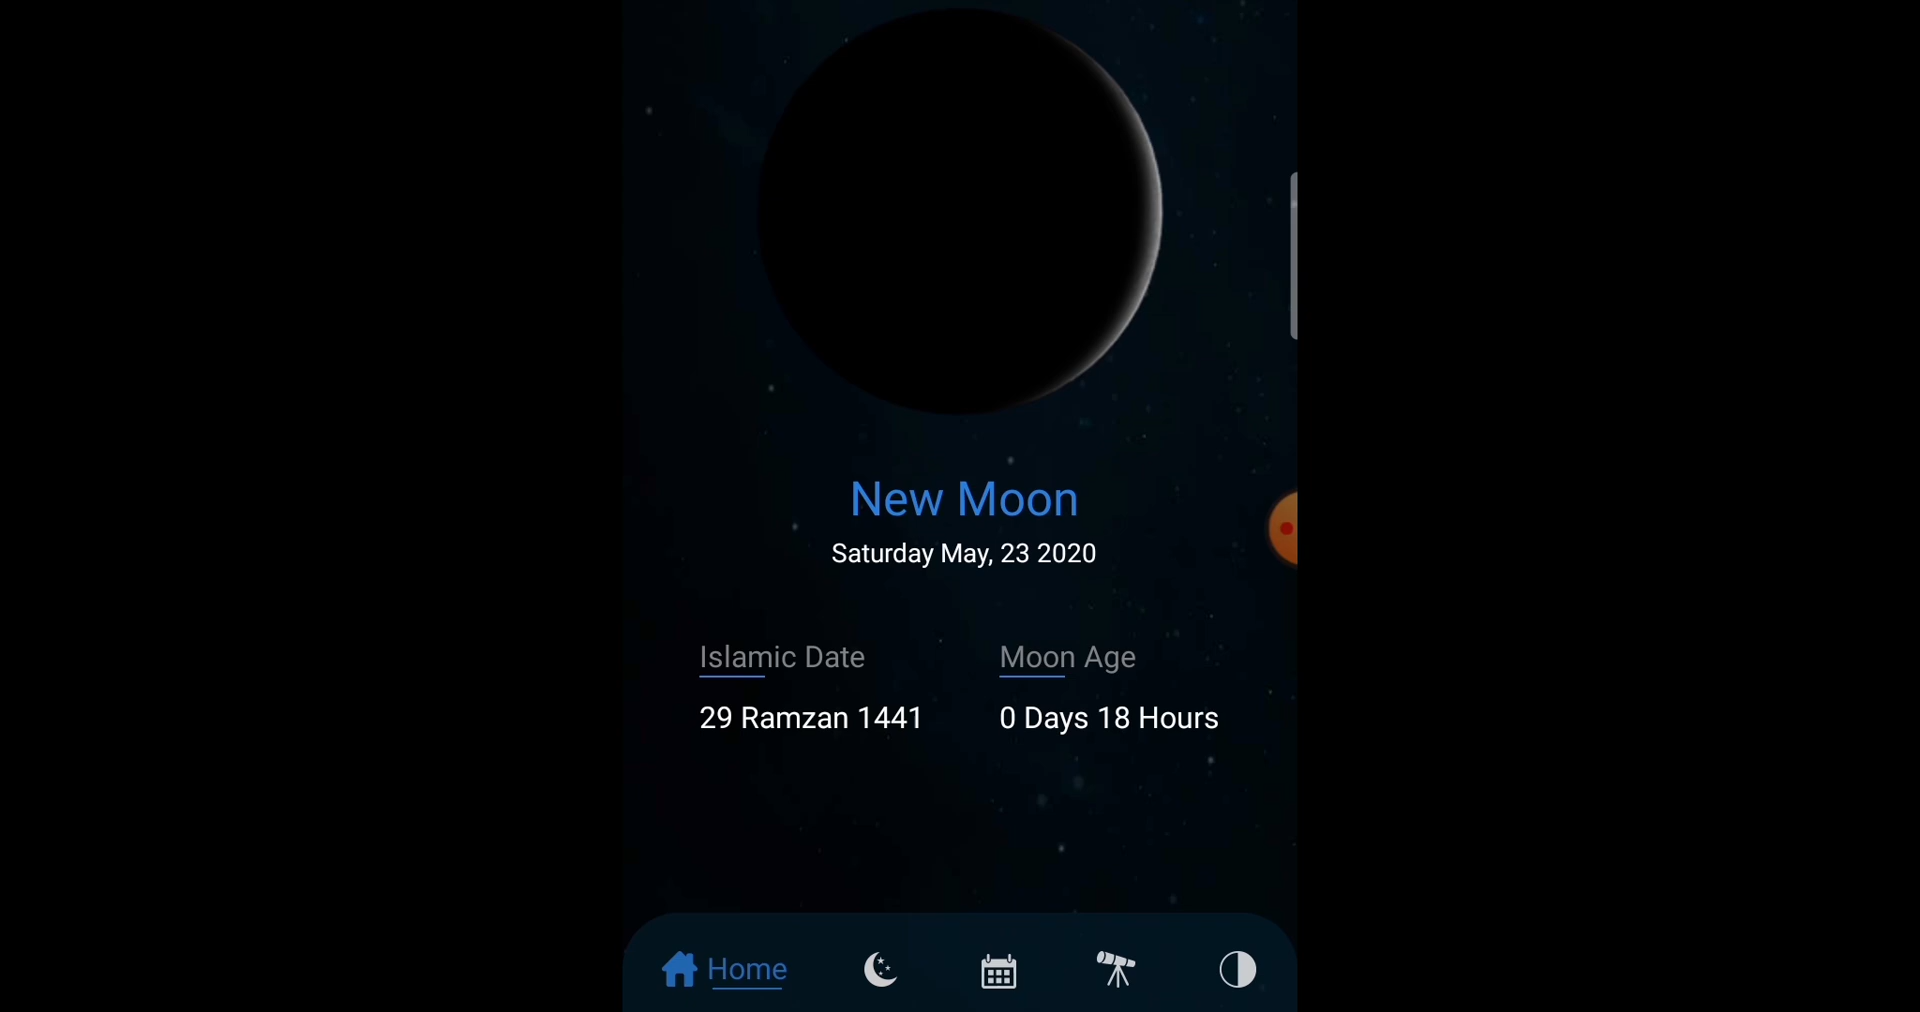 New Moon
Saturday May, 23 2020
Islamic Date
Moon Age
29 Ramzan 1441
0 Days 18 Hours
Home